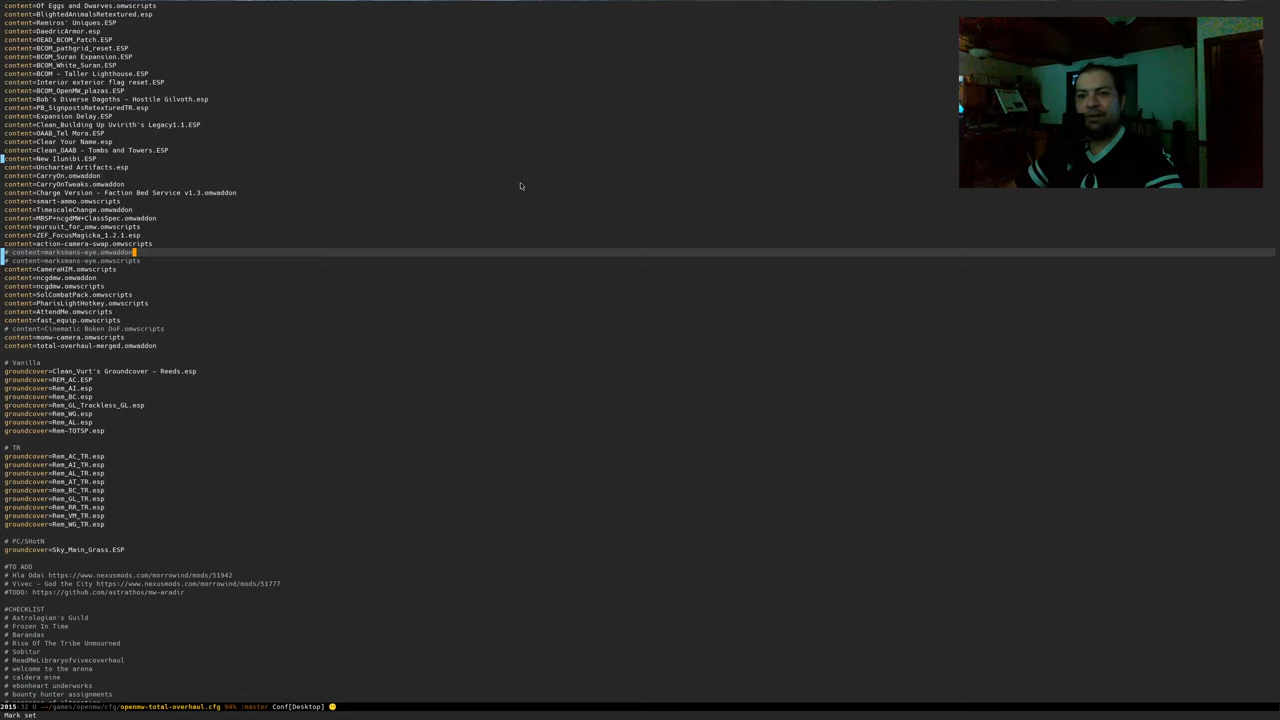 content=Of Eggs and Dwarves.omwscripts
content=BlightedAnimalsRetextured.esp
content=Remiros' Uniques.ESP
content=DaedricArmor.esp
content=OEAD_BCOM_Patch.ESP
content=BCOM_pathgrid_reset.ESP
content=BCOM_Suran Expansion.ESP
content=BCOM_White_Suran.ESP
content=BCOM - Taller Lighthouse.ESP
content=Interior exterior flag reset.ESP
content=BCOM_OpenMW_plazas.ESP
content=Bob's Diverse Dagoths - Hostile Gilvoth.esp
content=PB_SignpostsRetexturedTR.esp
content=Expansion Delay.ESP
content=Clean_Building Up Uvirith's Legacy1.1.ESP
content=OAAB_Tel Mora.ESP
content=Clear Your Name.esp
content=Clean_OAAB - Tombs and Towers.ESP
content=New Ilunibi.ESP
content=Uncharted Artifacts.esp
content=CarryOn.omwaddon
content=CarryOnTweaks.omwaddon
content=Charge Version - Faction Bed Service v1.3.omwaddon
content=smart-ammo.omwscripts
content=TimescaleChange.omwaddon
content=MBSP+ncgdMW+ClassSpec.omwaddon
content=pursuit_for_omw.omwscripts
content=ZEF_FocusMagicka_1.2.1.esp
content=action-camera-swap.omwscripts
# content=marksmans-eye.omwaddon
# content=marksmans-eye.omwscripts
content=CameraHIM.omwscripts
content=ncgdmw.omwaddon
content=ncgdmw.omwscripts
content=SolCombatPack.omwscripts
content=PharisLightHotkey.omwscripts
content=AttendMe.omwscripts
content=fast_equip.omwscripts
# content=Cinematic Boken DoF.omwscripts
content=momw-camera.omwscripts
content=total-overhaul-merged.omwaddon
# Vanilla
groundcover=Clean_Vurt's Groundcover - Reeds.esp
groundcover=REM_AC.ESP
groundcover=Rem_AI.esp
groundcover=Rem_BC.esp
groundcover=Rem_GL_Trackless_GL.esp
groundcover=Rem_WG.esp
groundcover=Rem_AL.esp
groundcover=Rem-TOTSP.esp
# TR
groundcover=Rem_AC_TR.esp
groundcover=Rem_AI_TR.esp
groundcover=Rem_AL_TR.esp
groundcover=Rem_AT_TR.esp
groundcover=Rem_BC_TR.esp
groundcover=Rem_GL_TR.esp
groundcover=Rem_RR_TR.esp
groundcover=Rem_VM_TR.esp
groundcover=Rem_WG_TR.esp
# PC/SHotN
groundcover=Sky_Main_Grass.ESP
#TO ADD
# Hla Odai https://www.nexusmods.com/morrowind/mods/51942
# Vivec - God the City https://www.nexusmods.com/morrowind/mods/51777
#TODO: https://github.com/astrathos/mw-aradir
#CHECKLIST
# Astrologian's Guild
# Frozen In Time
# Barandas
# Rise Of The Tribe Unmourned
# Sobitur
# ReadMeLibraryofvivecoverhaul
# welcome to the arena
# caldera mine
# ebonheart underworks
# bounty hunter assignments
2015:32 U ~~/games/openmw/cfg/openmw-total-overhaul.cfg 94% :master Conf[Desktop]
Mark set